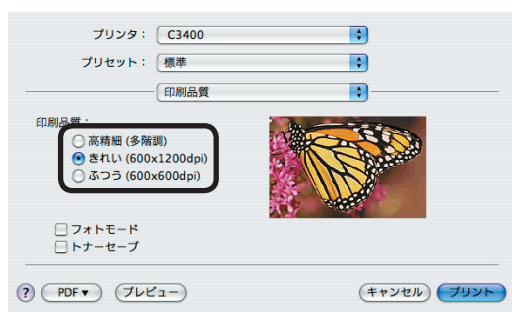 プリンタ： C3400
プリセット： 標準
印刷品質
印刷品質：
高精細 (多階調)
きれい (600x1200dpi)
ふつう (600x600dpi)
フォトモード
トナーセーブ
? PDF▼ プレビュー キャンセル プリント